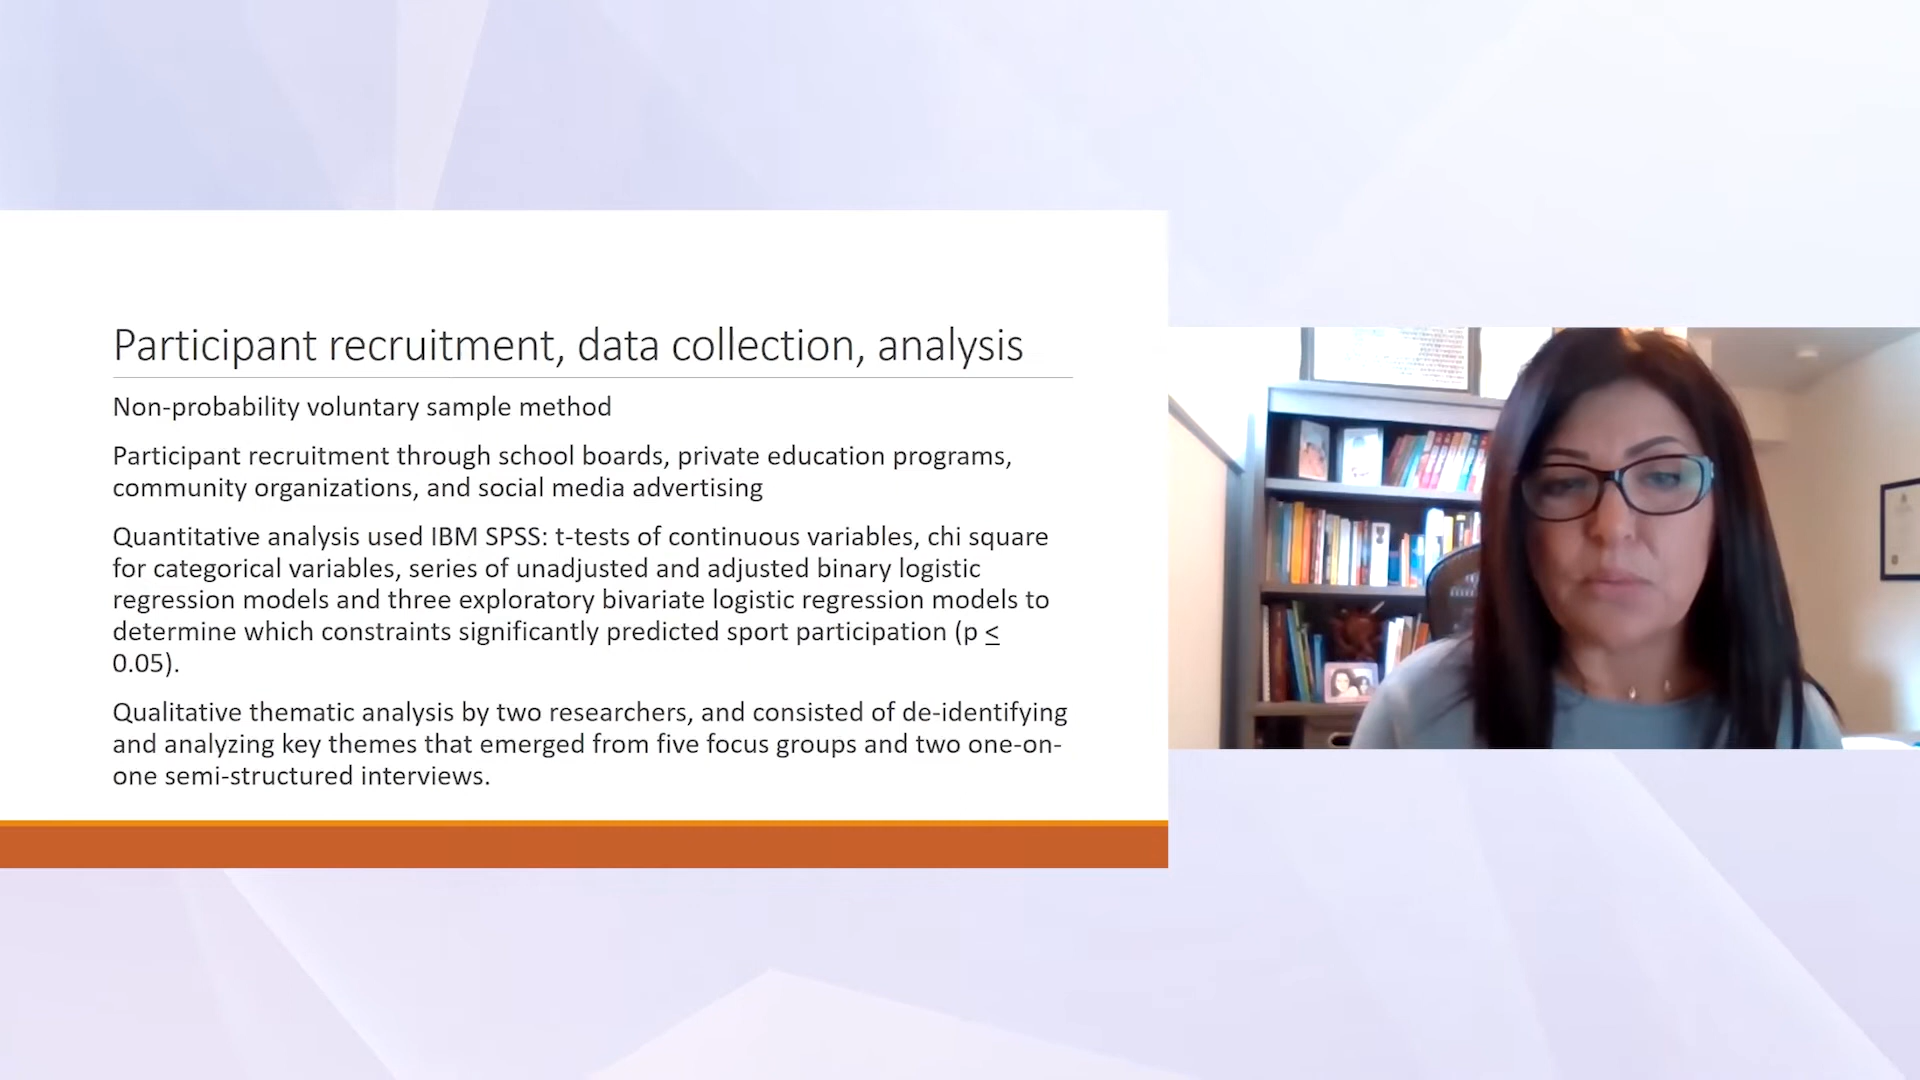 Participant recruitment, data collection, analysis
Non-probability voluntary sample method
Participant recruitment through school boards, private education programs,
community organizations, and social media advertising
Quantitative analysis used IBM SPSS: t-tests of continuous variables, chi square
for categorical variables, series of unadjusted and adjusted binary logistic
regression models and three exploratory bivariate logistic regression models to
determine which constraints significantly predicted sport participation (p <
0.05).
Qualitative thematic analysis by two researchers, and consisted of de-identifying
and analyzing key themes that emerged from five focus groups and two one-on-
one semi-structured interviews.